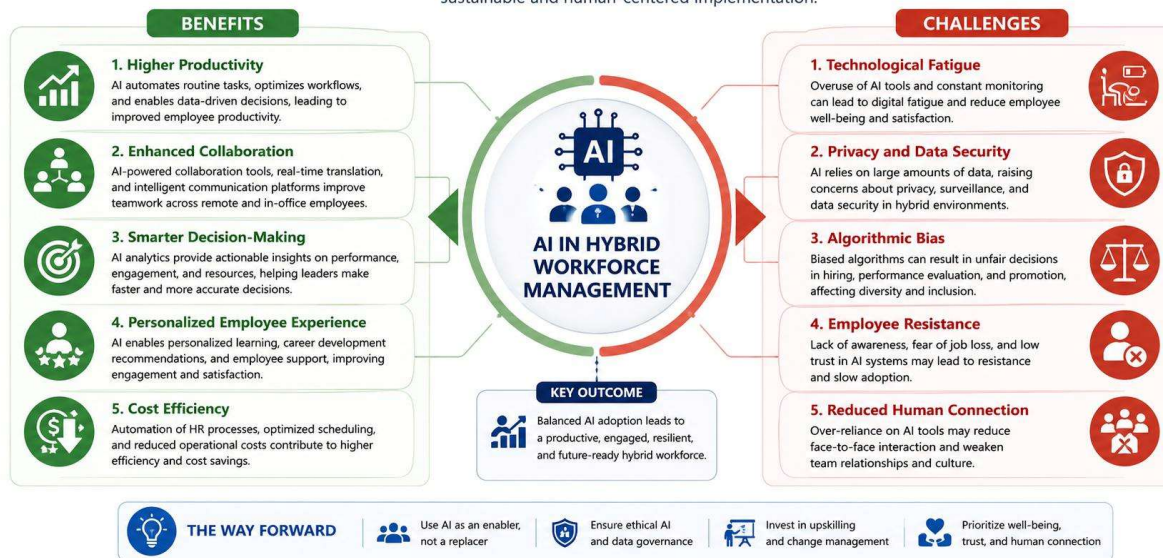 sustainable and human-centered implementation.
BENEFITS
1. Higher Productivity
AI automates routine tasks, optimizes workflows,
and enables data-driven decisions, leading to
improved employee productivity.
2. Enhanced Collaboration
AI-powered collaboration tools, real-time translation,
and intelligent communication platforms improve
teamwork across remote and in-office employees.
3. Smarter Decision-Making
AI analytics provide actionable insights on performance,
engagement, and resources, helping leaders make
faster and more accurate decisions.
4. Personalized Employee Experience
AI enables personalized learning, career development
recommendations, and employee support, improving
engagement and satisfaction.
5. Cost Efficiency
Automation of HR processes, optimized scheduling,
and reduced operational costs contribute to higher
efficiency and cost savings.
AI
AI IN HYBRID
WORKFORCE
MANAGEMENT
KEY OUTCOME
Balanced AI adoption leads to
a productive, engaged, resilient,
and future-ready hybrid workforce.
CHALLENGES
1. Technological Fatigue
Overuse of AI tools and constant monitoring
can lead to digital fatigue and reduce employee
well-being and satisfaction.
2. Privacy and Data Security
AI relies on large amounts of data, raising
concerns about privacy, surveillance, and
data security in hybrid environments.
3. Algorithmic Bias
Biased algorithms can result in unfair decisions
in hiring, performance evaluation, and promotion,
affecting diversity and inclusion.
4. Employee Resistance
Lack of awareness, fear of job loss, and low
trust in AI systems may lead to resistance
and slow adoption.
5. Reduced Human Connection
Over-reliance on AI tools may reduce
face-to-face interaction and weaken
team relationships and culture.
THE WAY FORWARD
Use AI as an enabler,
not a replacer
Ensure ethical AI
and data governance
Invest in upskilling
and change management
Prioritize well-being,
trust, and human connection